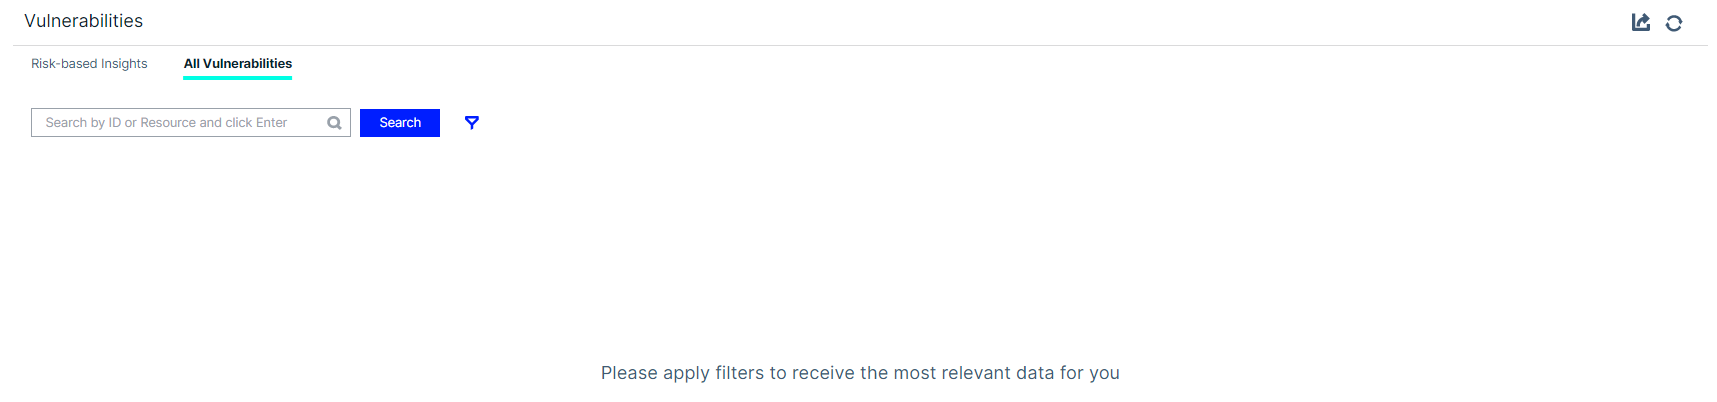 Vulnerabilities
Risk-based Insights
All Vulnerabilities
Search by ID or Resource and click Enter
Search
Please apply filters to receive the most relevant data for you